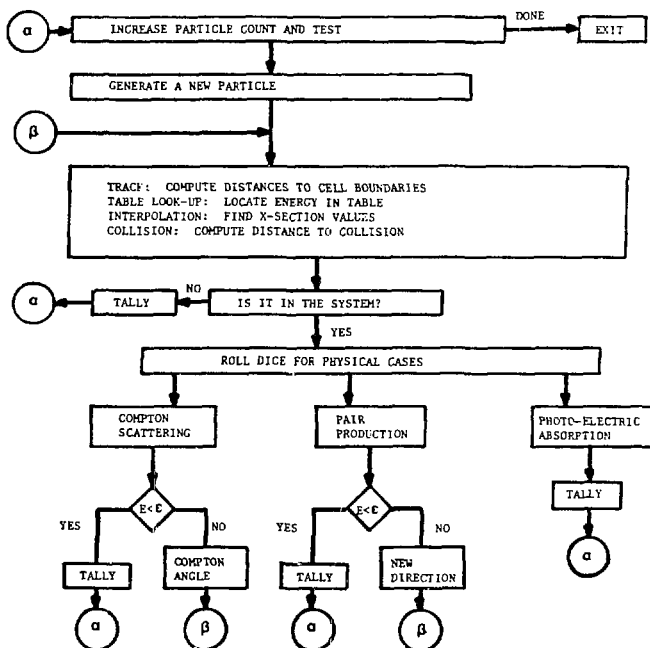 α
INCREASE PARTICLE COUNT AND TEST
DONE
EXIT
GENERATE A NEW PARTICLE
β
TRACK: COMPUTE DISTANCES TO CELL BOUNDARIES
TABLE LOOK-UP: LOCATE ENERGY IN TABLE
INTERPOLATION: FIND X-SECTION VALUES
COLLISION: COMPUTE DISTANCE TO COLLISION
α
TALLY
NO
IS IT IN THE SYSTEM?
YES
ROLL DICE FOR PHYSICAL CASES
COMPTON
SCATTERING
PAIR
PRODUCTION
PHOTO-ELECTRIC
ABSORPTION
E<ε
E<ε
TALLY
YES
NO
YES
NO
α
TALLY
COMPTON
ANGLE
TALLY
NEW
DIRECTION
α
β
α
β